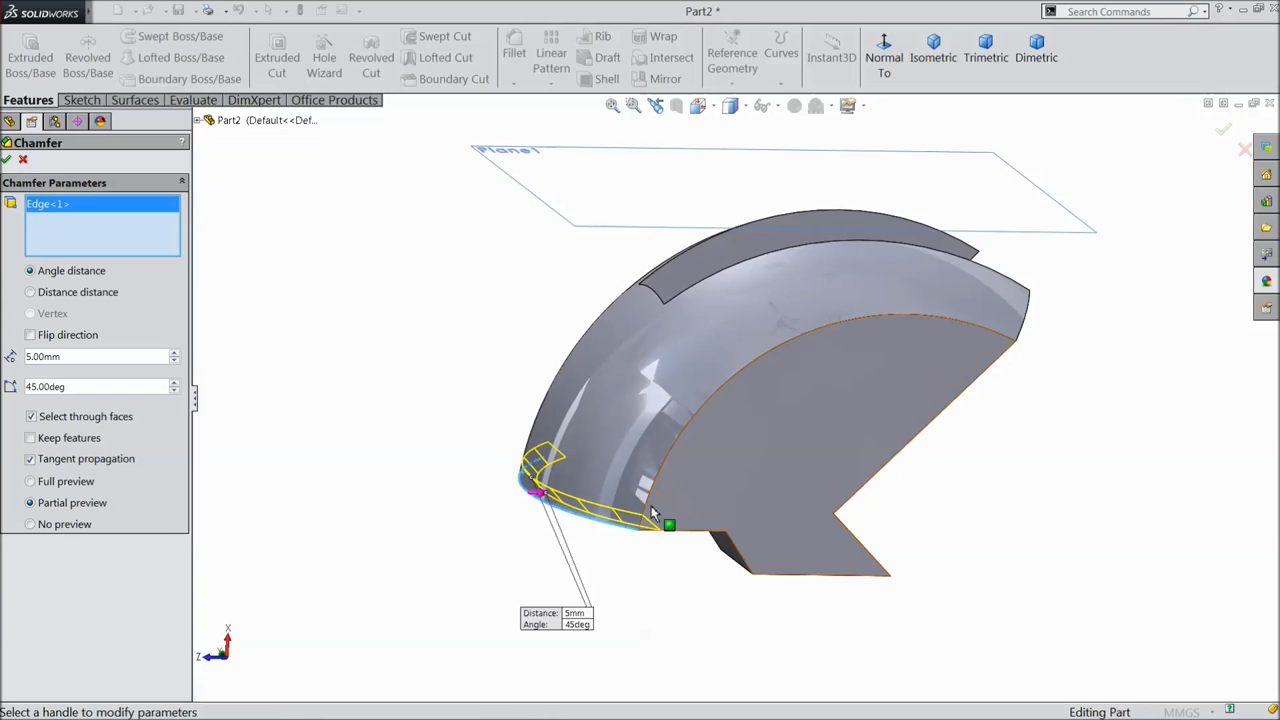 SOLIDWORKS
Part2 *
Search Commands
Extruded Boss/Base
Revolved Boss/Base
Swept Boss/Base
Lofted Boss/Base
Boundary Boss/Base
Extruded Cut
Hole Wizard
Revolved Cut
Swept Cut
Lofted Cut
Boundary Cut
Fillet
Linear Pattern
Rib
Draft
Shell
Wrap
Intersect
Mirror
Reference Geometry
Curves
Instant3D
Normal To
Isometric
Trimetric
Dimetric
Features Sketch Surfaces Evaluate DimXpert Office Products
Part2 (Default<<Def...
Chamfer
?
Chamfer Parameters
Edge<1>
Angle distance
Distance distance
Vertex
Flip direction
5.00mm
45.00deg
Select through faces
Keep features
Tangent propagation
Full preview
Partial preview
No preview
Plane1
Distance: 5mm
Angle: 45deg
X
Y
Z
Select a handle to modify parameters
Editing Part
MMGS